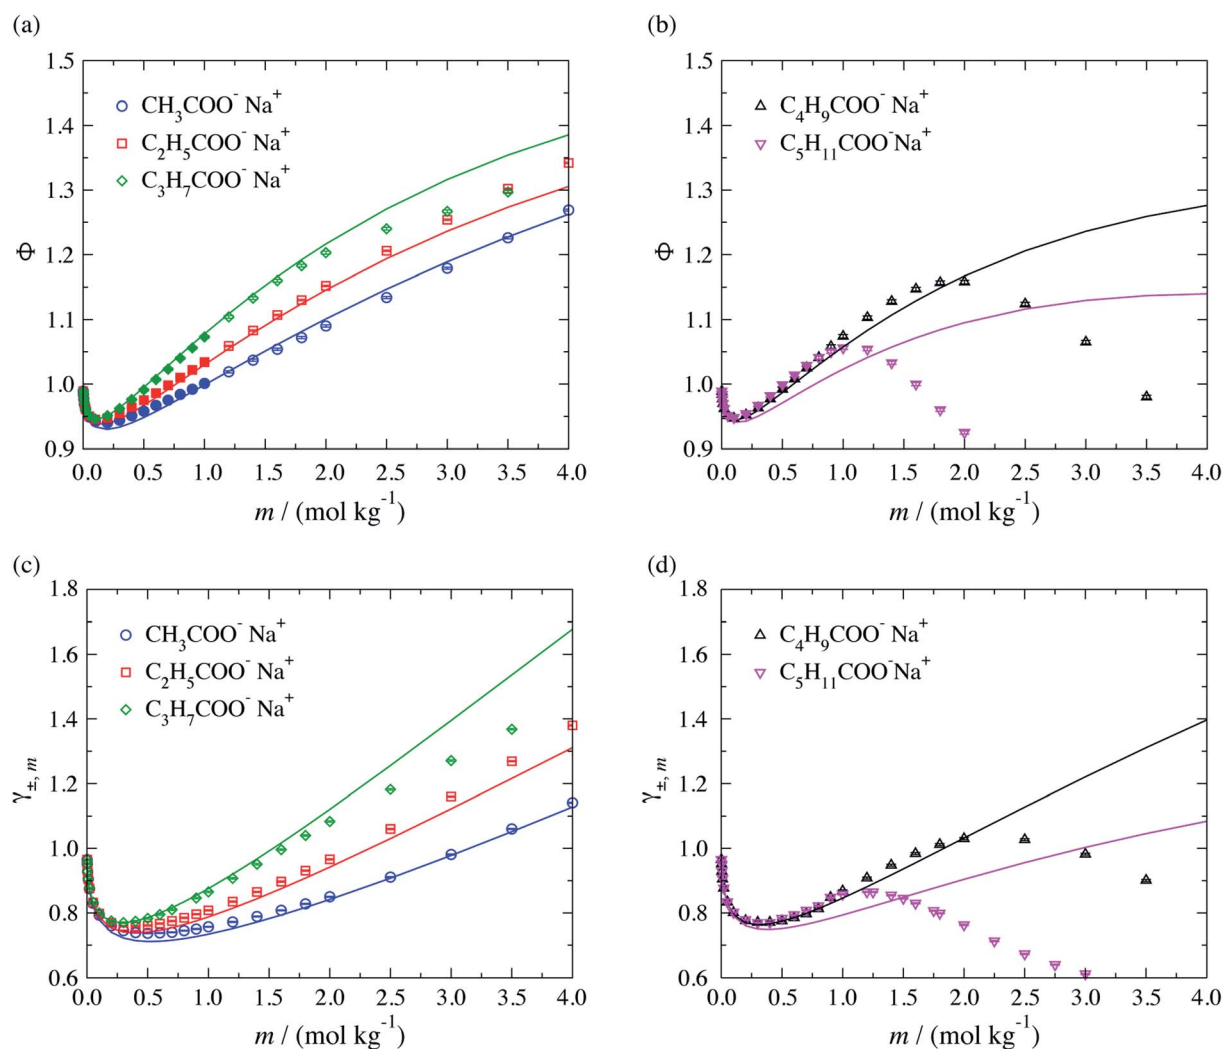 (a)
1.5
1.4
1.3
1.2
1.1
1.0
0.9
Φ
CH₃COO⁻ Na⁺
C₂H₅COO⁻ Na⁺
C₃H₇COO⁻ Na⁺
0.0 0.5 1.0 1.5 2.0 2.5 3.0 3.5 4.0
m / (mol kg⁻¹)
(b)
1.5
1.4
1.3
1.2
1.1
1.0
0.9
Φ
C₄H₉COO⁻ Na⁺
C₅H₁₁COO⁻Na⁺
0.0 0.5 1.0 1.5 2.0 2.5 3.0 3.5 4.0
m / (mol kg⁻¹)
(c)
1.8
1.6
1.4
1.2
1.0
0.8
0.6
γ±, m
CH₃COO⁻ Na⁺
C₂H₅COO⁻ Na⁺
C₃H₇COO⁻ Na⁺
0.0 0.5 1.0 1.5 2.0 2.5 3.0 3.5 4.0
m / (mol kg⁻¹)
(d)
1.8
1.6
1.4
1.2
1.0
0.8
0.6
γ±, m
C₄H₉COO⁻ Na⁺
C₅H₁₁COO⁻Na⁺
0.0 0.5 1.0 1.5 2.0 2.5 3.0 3.5 4.0
m / (mol kg⁻¹)